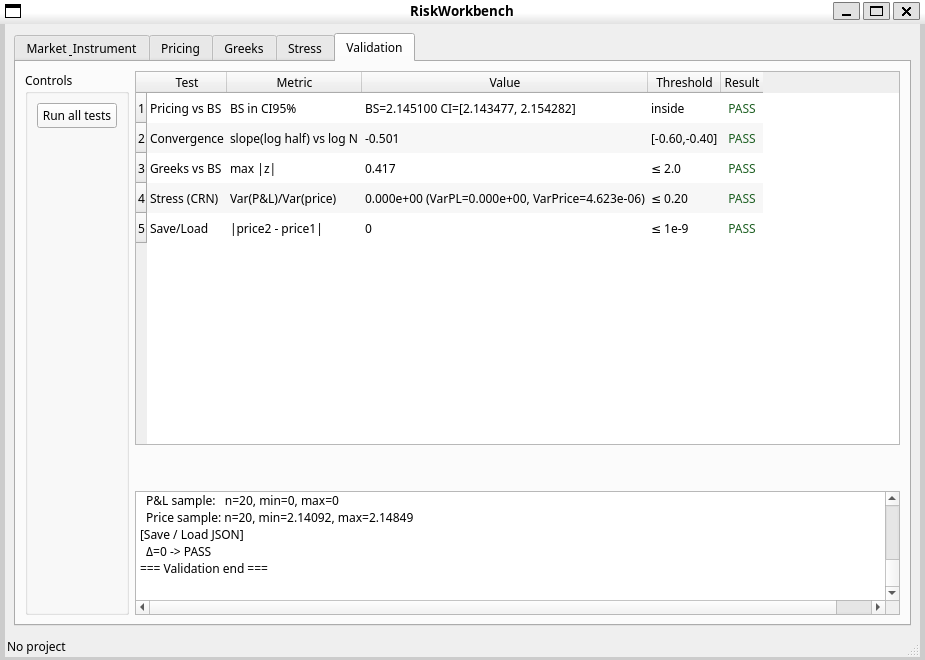 RiskWorkbench
Market_Instrument Pricing Greeks Stress Validation
Controls
Run all tests
Test Metric Value Threshold Result
1 Pricing vs BS BS in CI95% BS=2.145100 CI=[2.143477, 2.154282] inside PASS
2 Convergence slope(log half) vs log N -0.501 [-0.60,-0.40] PASS
3 Greeks vs BS max |z| 0.417 ≤ 2.0 PASS
4 Stress (CRN) Var(P&L)/Var(price) 0.000e+00 (VarPL=0.000e+00, VarPrice=4.623e-06) ≤ 0.20 PASS
5 Save/Load |price2 - price1| 0 ≤ 1e-9 PASS
P&L sample: n=20, min=0, max=0
Price sample: n=20, min=2.14092, max=2.14849
[Save / Load JSON]
Δ=0 -> PASS
=== Validation end ===
No project